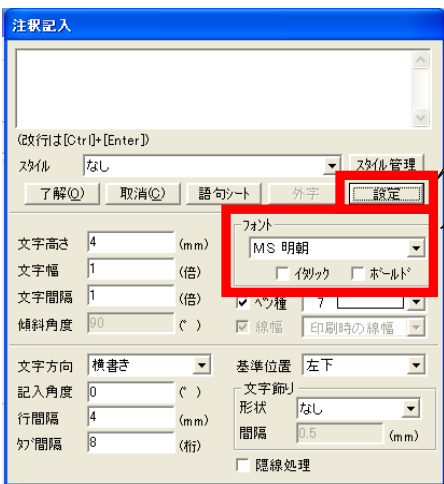 注釈記入
(改行は[Ctrl]+[Enter])
スタイル なし スタイル管理
了解(O) 取消(C) 語句シート 外字 設定
フォント
文字高さ 4 (mm) MS 明朝
文字幅 1 (倍) イタリック ボールド
文字間隔 1 (倍) ペン種 7
傾斜角度 90 (°) 線幅 印刷時の線幅
文字方向 横書き 基準位置 左下
記入角度 0 (°) 文字飾り
形状 なし
行間隔 4 (mm)
間隔 0.5 (mm)
タブ間隔 8 (桁)
隠線処理